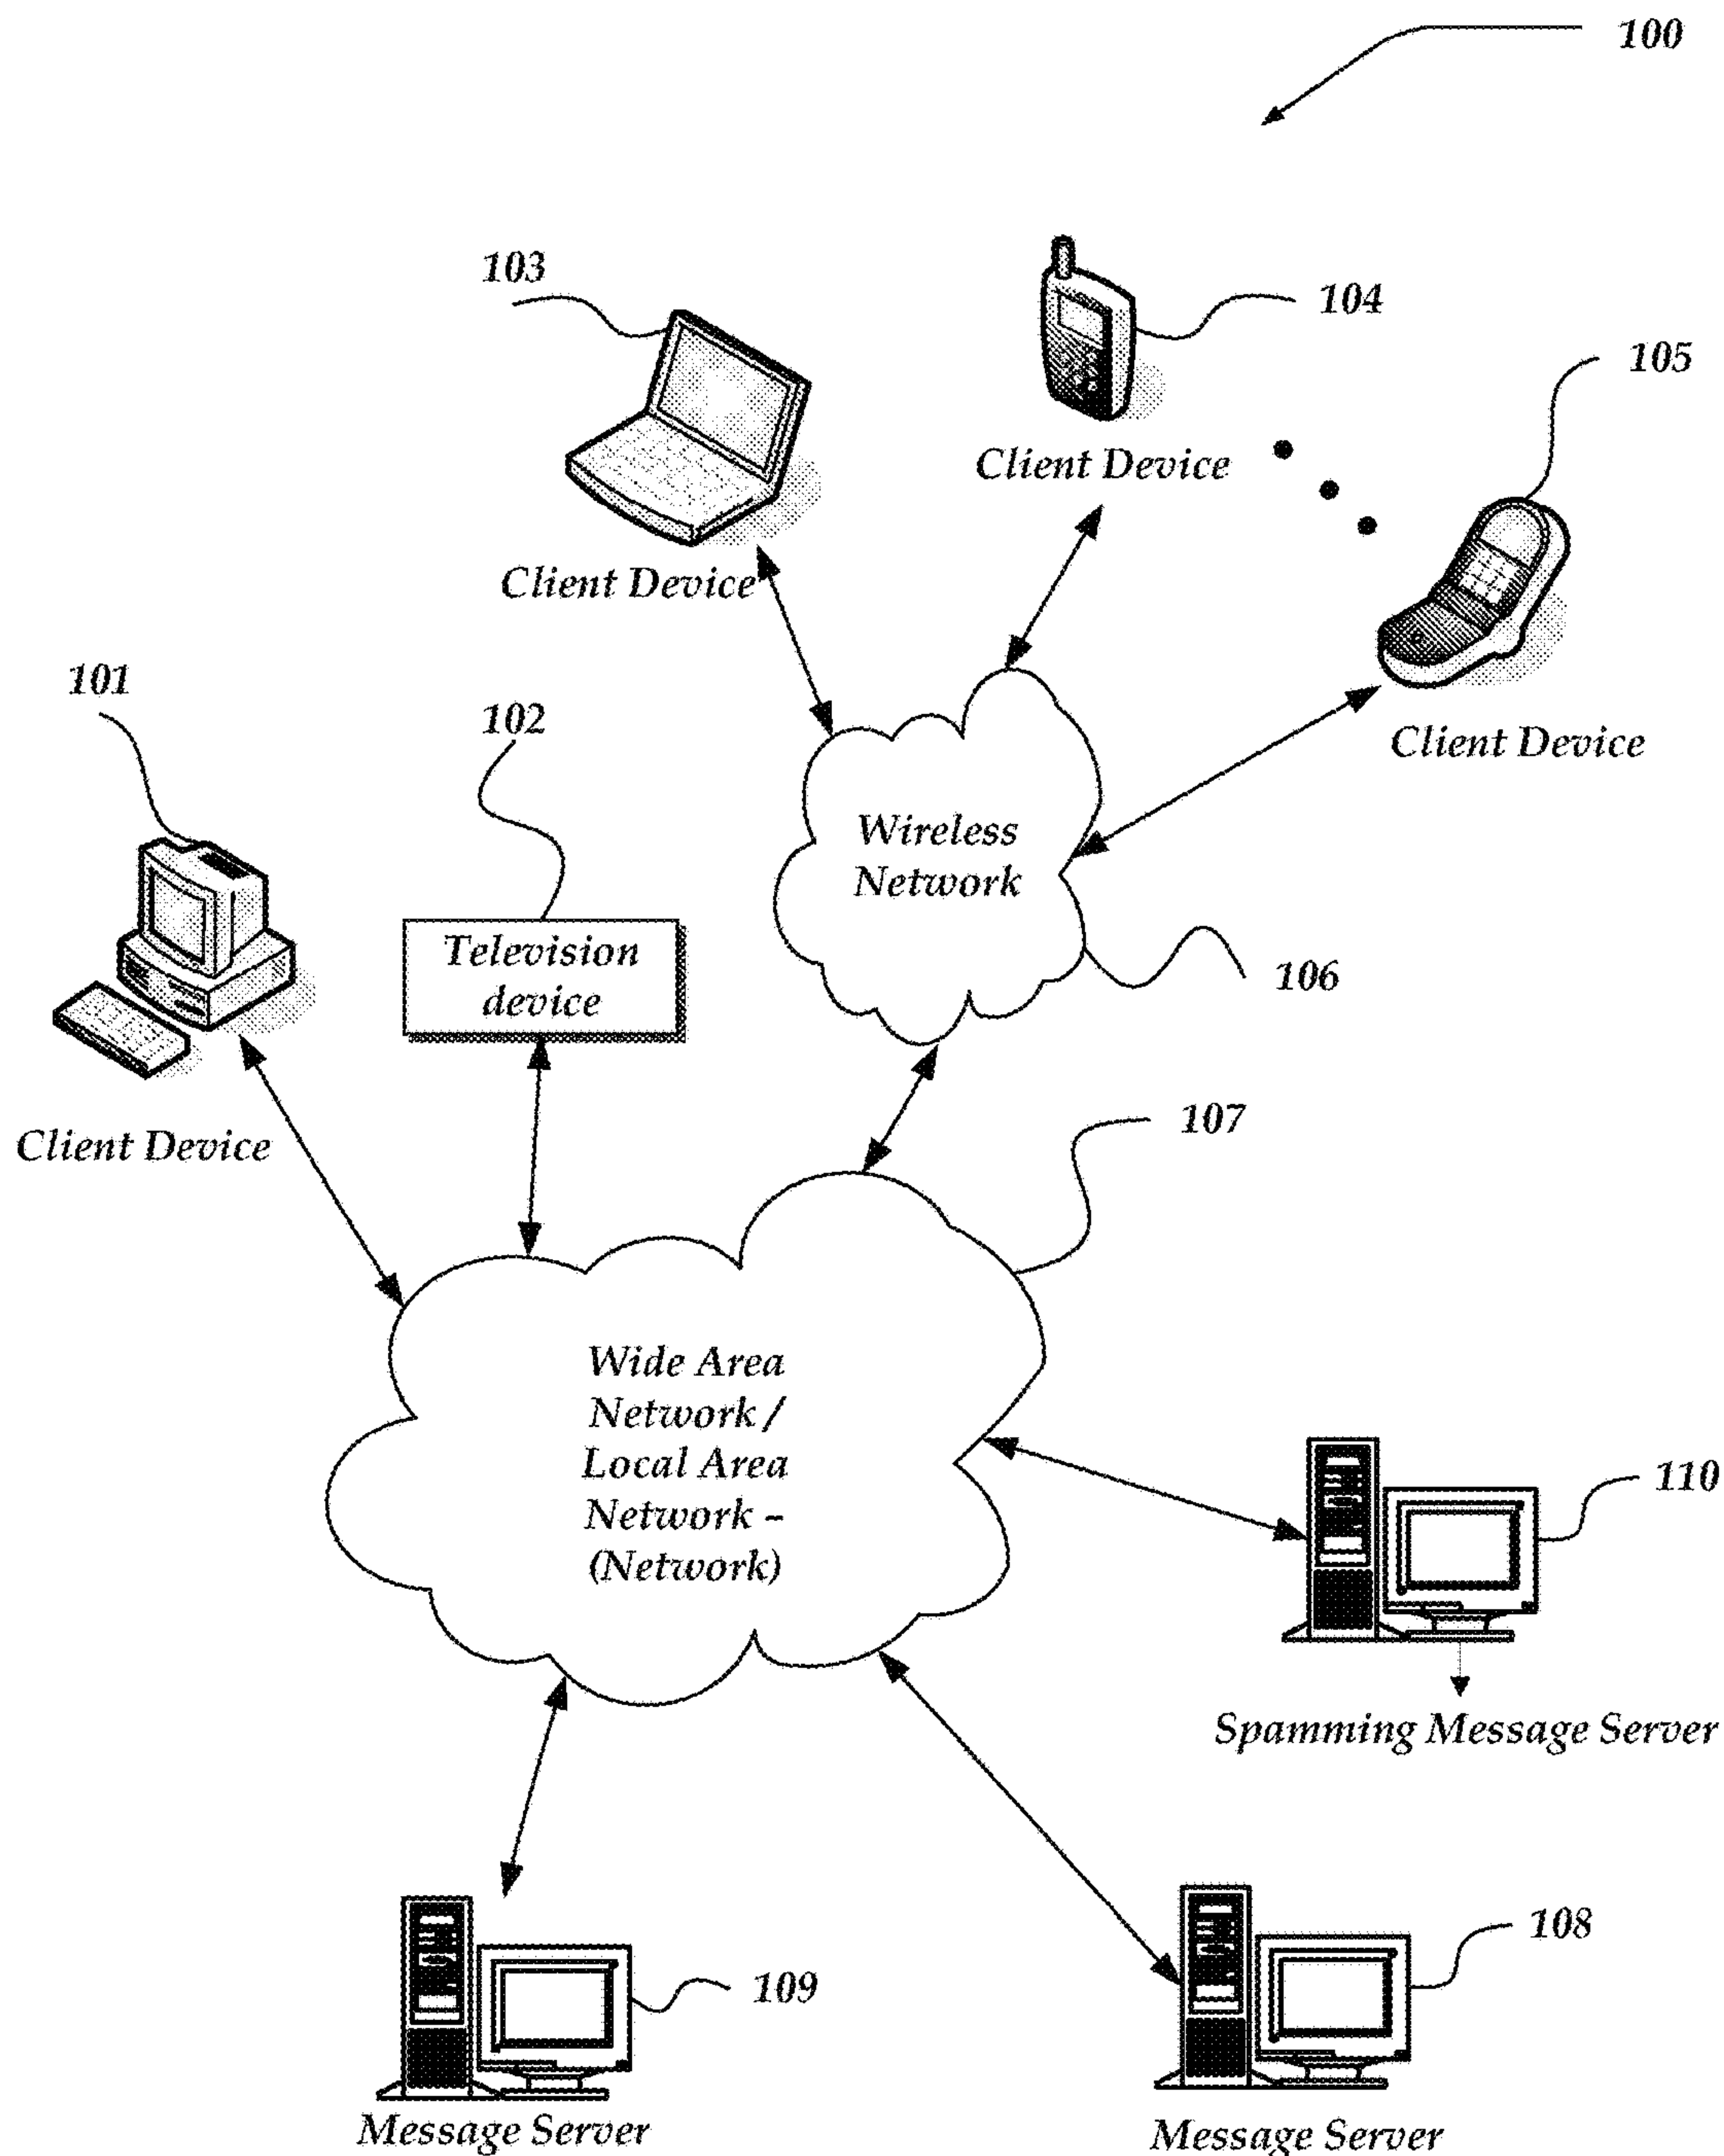 100
103
104
105
Client Device
Client Device
Client Device
101
102
Wireless
Network
Television
device
106
Client Device
107
Wide Area
Network /
Local Area
Network –
(Network)
110
Spamming Message Server
109
108
Message Server
Message Server